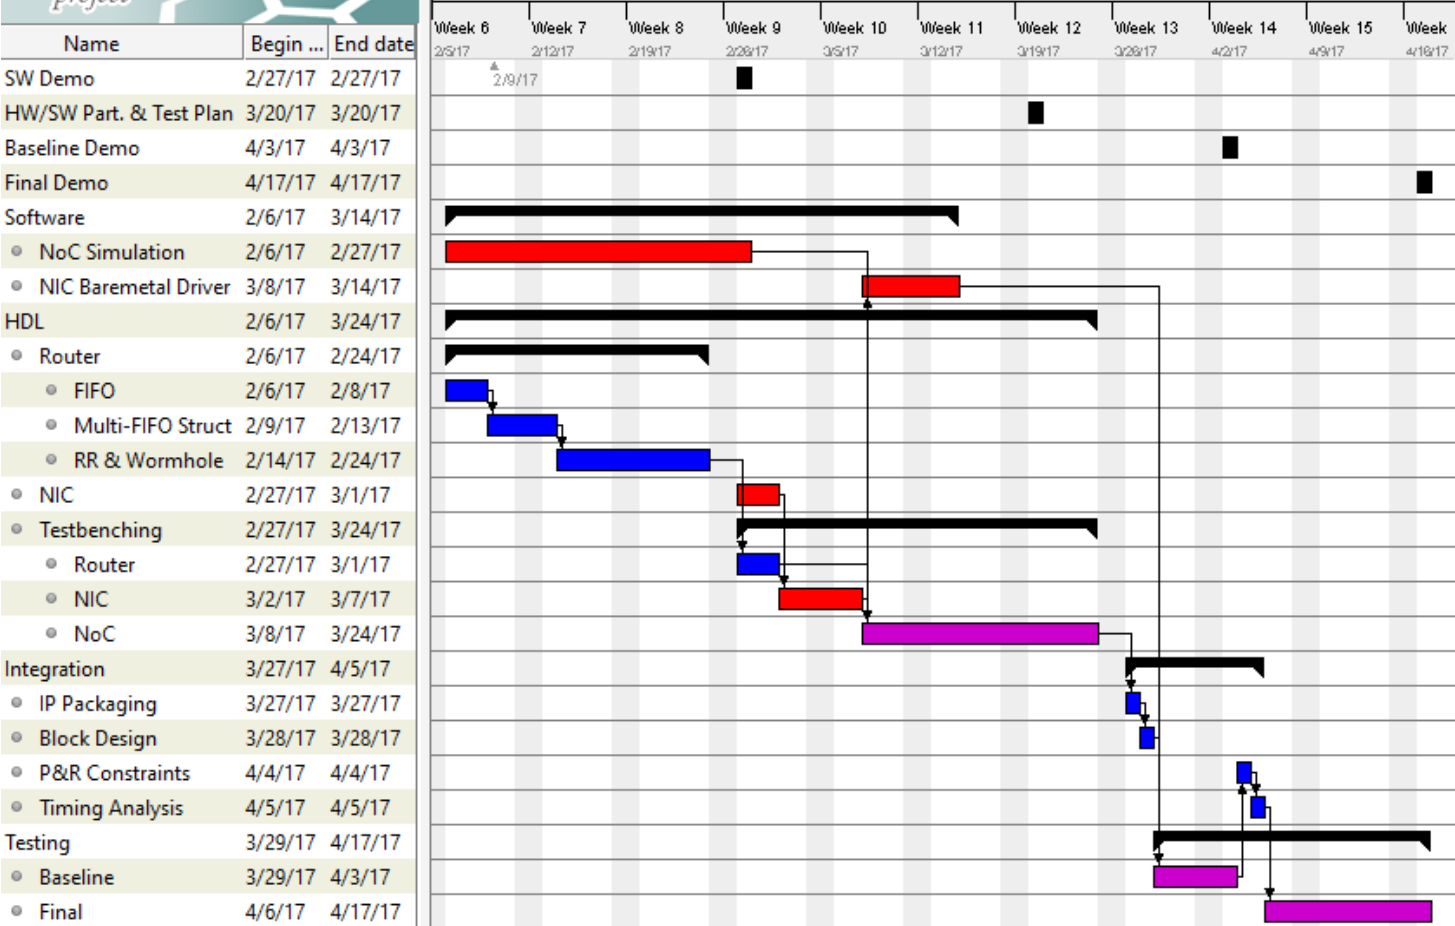 project
Week 6 Week 7 Week 8 Week 9 Week 10 Week 11 Week 12 Week 13 Week 14 Week 15 Week
Name Begin ... End date 2/5/17 2/12/17 2/19/17 2/26/17 3/5/17 3/12/17 3/19/17 3/26/17 4/2/17 4/9/17 4/16/17
SW Demo 2/27/17 2/27/17 2/9/17
HW/SW Part. & Test Plan 3/20/17 3/20/17
Baseline Demo 4/3/17 4/3/17
Final Demo 4/17/17 4/17/17
Software 2/6/17 3/14/17
NoC Simulation 2/6/17 2/27/17
NIC Baremetal Driver 3/8/17 3/14/17
HDL 2/6/17 3/24/17
Router 2/6/17 2/24/17
FIFO 2/6/17 2/8/17
Multi-FIFO Struct 2/9/17 2/13/17
RR & Wormhole 2/14/17 2/24/17
NIC 2/27/17 3/1/17
Testbenching 2/27/17 3/24/17
Router 2/27/17 3/1/17
NIC 3/2/17 3/7/17
NoC 3/8/17 3/24/17
Integration 3/27/17 4/5/17
IP Packaging 3/27/17 3/27/17
Block Design 3/28/17 3/28/17
P&R Constraints 4/4/17 4/4/17
Timing Analysis 4/5/17 4/5/17
Testing 3/29/17 4/17/17
Baseline 3/29/17 4/3/17
Final 4/6/17 4/17/17